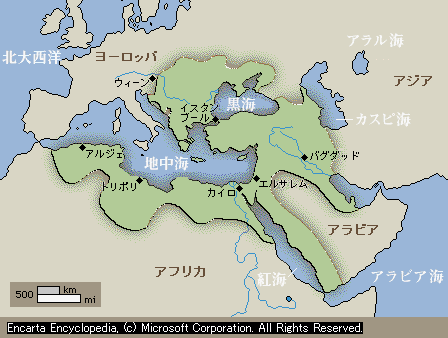 アラル海
北大西洋
ヨーロッパ
アジア
ウィーン
イスタン
ブール
黒海
カスピ海
アルジェ
地中海
バグダッド
トリポリ
カイロ
エルサレム
アラビア
アフリカ
紅海
アラビア海
500
km
mi
Encarta Encyclopedia, (c) Microsoft Corporation. All Rights Reserved.